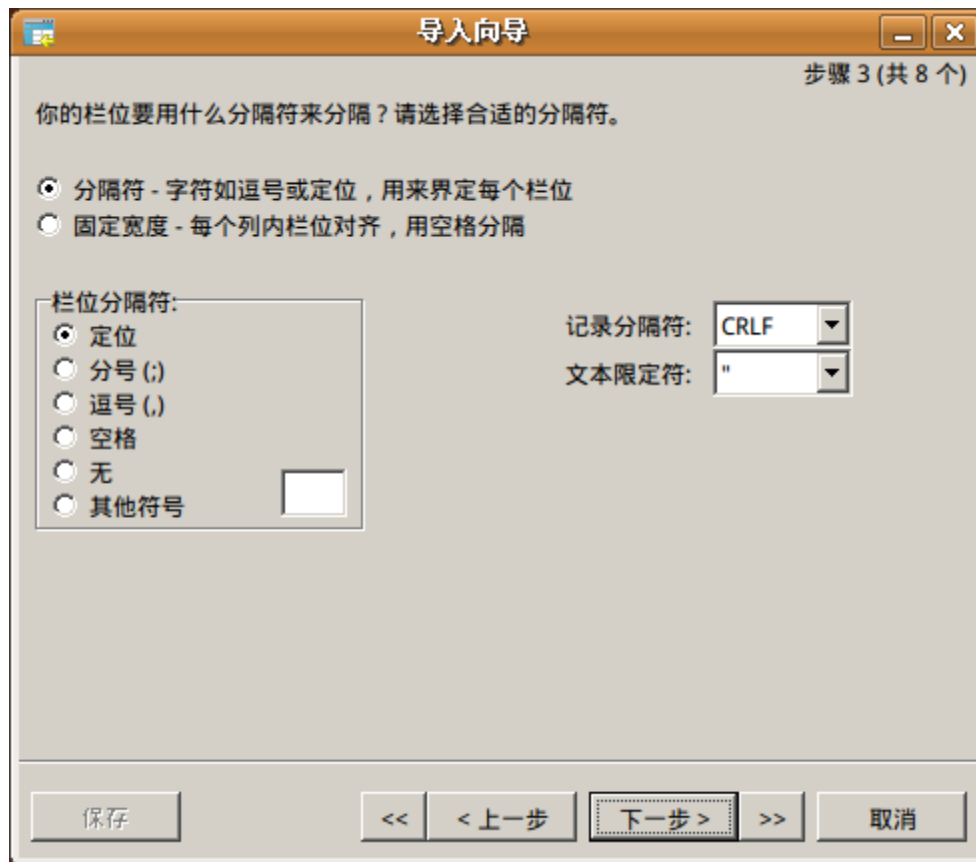 导入向导
步骤 3 (共 8 个)
你的栏位要用什么分隔符来分隔？请选择合适的分隔符。
分隔符 - 字符如逗号或定位，用来界定每个栏位
固定宽度 - 每个列内栏位对齐，用空格分隔
栏位分隔符:
定位
分号 (;)
逗号 (,)
空格
无
其他符号
记录分隔符: CRLF
文本限定符: "
保存 << < 上一步 下一步 > >> 取消